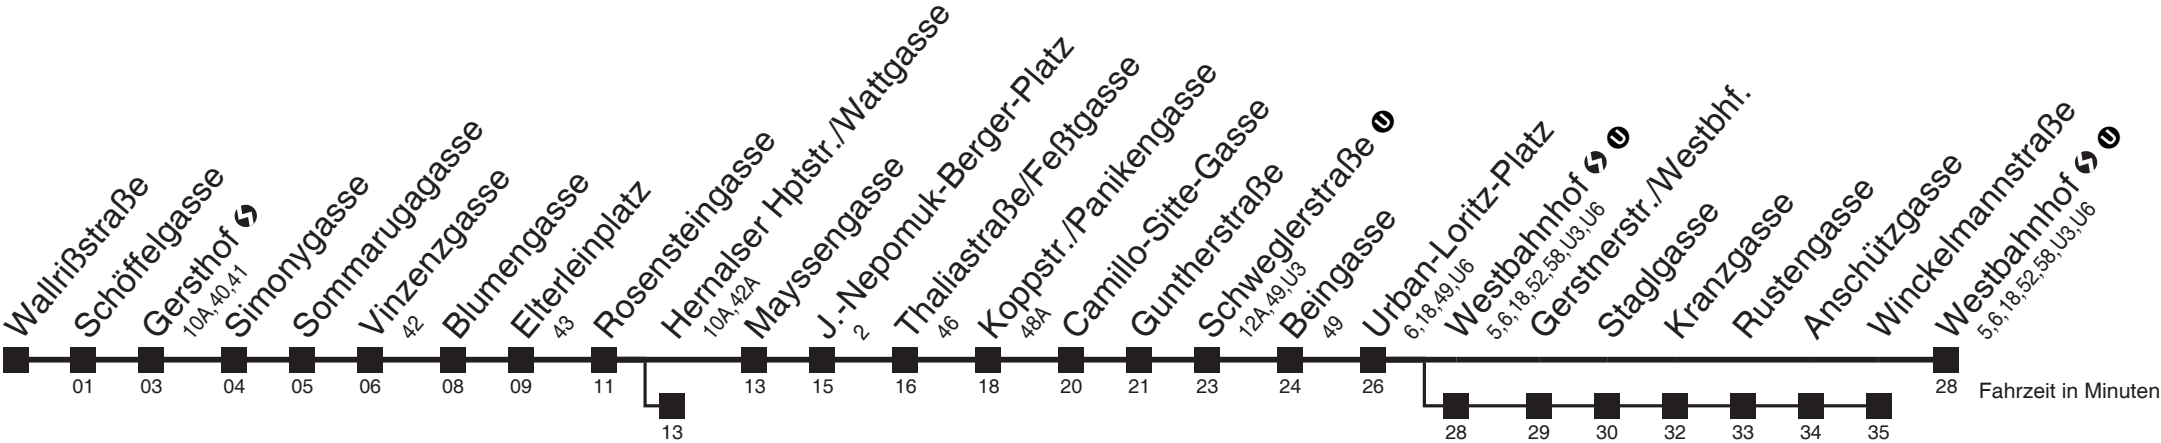 Wallrißstraße
Schöffelgasse
Gersthof
10A,40,41
Simonygasse
Sommarugagasse
Vinzenzgasse
42
Blumengasse
Elterleinplatz
43
Rosensteingasse
Hernalser Hptstr./Wattgasse
10A,42A
Mayssengasse
J.-Nepomuk-Berger-Platz
2
Thaliastraße/Feßtgasse
46
Koppstr./Panikengasse
48A
Camillo-Sitte-Gasse
Guntherstraße
Schweglerstraße U
12A,49,U3
Beingasse
49
Urban-Loritz-Platz
6,18,49,U6
Westbahnhof U
5,6,18,52,58,U3,U6
Gerstnerstr./Westbhf.
Staglgasse
Kranzgasse
Rustengasse
Anschützgasse
Winckelmannstraße
Westbahnhof U
5,6,18,52,58,U3,U6
01 03 04 05 06 08 09 11 13 15 16 18 20 21 23 24 26 28 Fahrzeit in Minuten
13 28 29 30 32 33 34 35